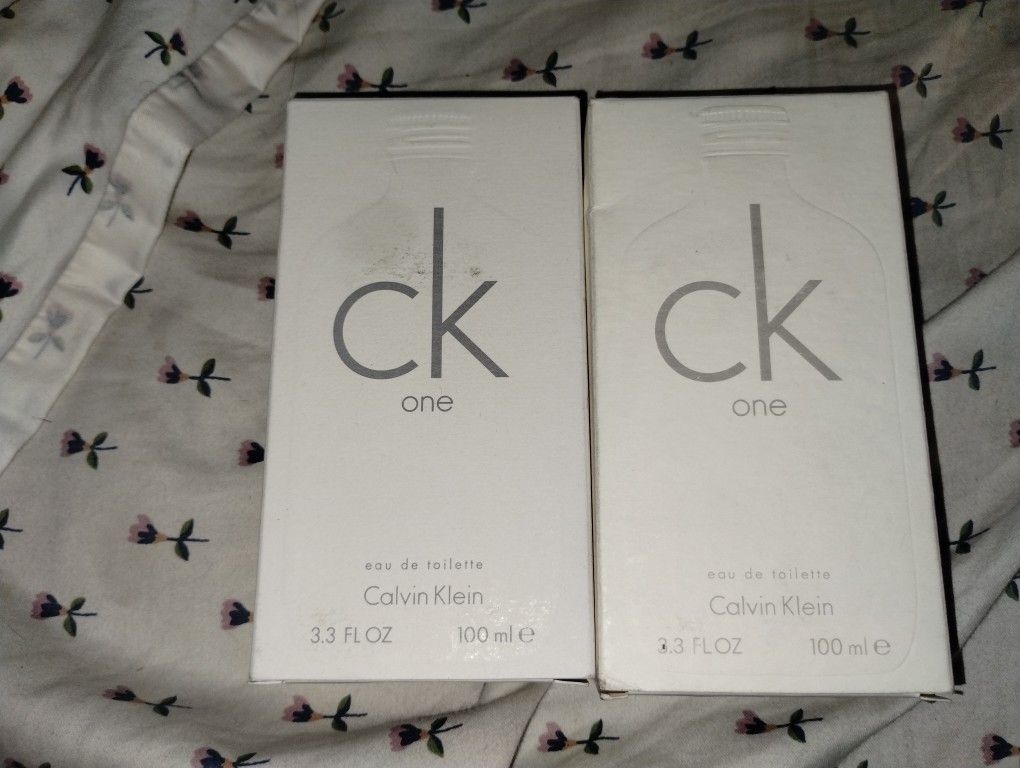 ck
one
eau de toilette
Calvin Klein
3.3 FL OZ 100 ml ℮
ck
one
eau de toilette
Calvin Klein
3.3 FL OZ 100 ml ℮